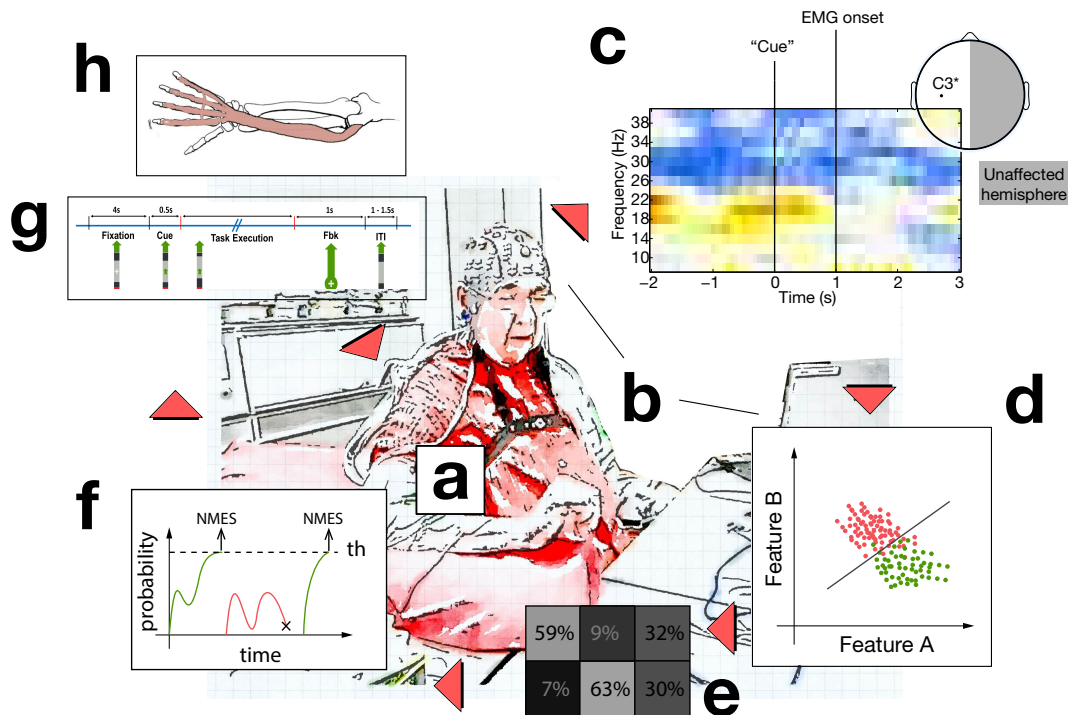 h
g
4s 0.5s 1s 1 - 1.5s
Fixation Cue Task Execution Fbk ITI
c
EMG onset
“Cue”
C3*
Unaffected
hemisphere
Frequency (Hz)
38
34
30
26
22
18
14
10
−2 −1 0 1 2 3
Time (s)
b
a
d
Feature B
Feature A
f
NMES NMES
th
probability
time
59% 9% 32%
7% 63% 30%
e